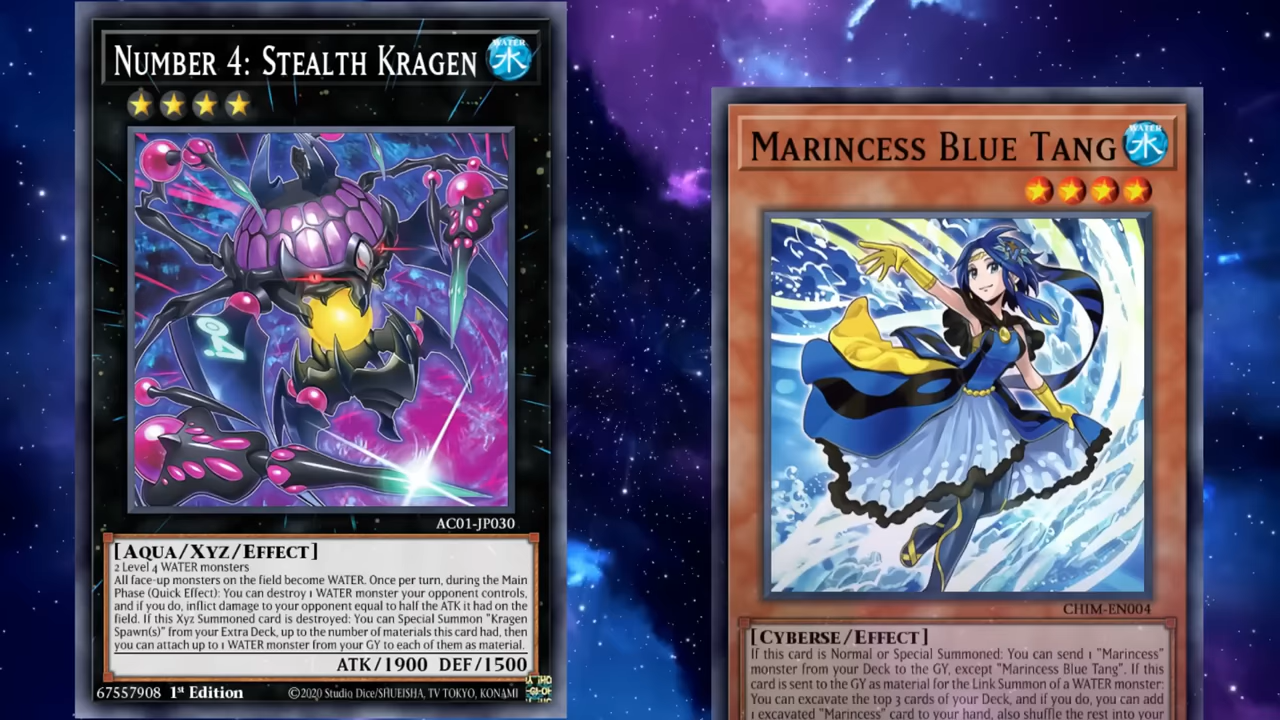 NUMBER 4: STEALTH KRAGEN
WATER
水
04
AC01-JP030
[AQUA/XYZ/EFFECT]
2 Level 4 WATER monsters
All face-up monsters on the field become WATER. Once per turn, during the Main
Phase (Quick Effect): You can destroy 1 WATER monster your opponent controls,
and if you do, inflict damage to your opponent equal to half the ATK it had on the
field. If this Xyz Summoned card is destroyed: You can Special Summon "Kragen
Spawn(s)" from your Extra Deck, up to the number of materials this card had, then
you can attach up to 1 WATER monster from your GY to each of them as material.
ATK/1900 DEF/1500
67557908 1st Edition
©2020 Studio Dice/SHUEISHA, TV TOKYO, KONAMI
MARINCESS BLUE TANG
WATER
水
CHIM-EN004
[CYBERSE/EFFECT]
If this card is Normal or Special Summoned: You can send 1 "Marincess"
monster from your Deck to the GY, except "Marincess Blue Tang". If this
card is sent to the GY as material for the Link Summon of a WATER monster:
You can excavate the top 3 cards of your Deck, and if you do, you can add
1 excavated "Marincess" card to your hand, also shuffle the rest into your